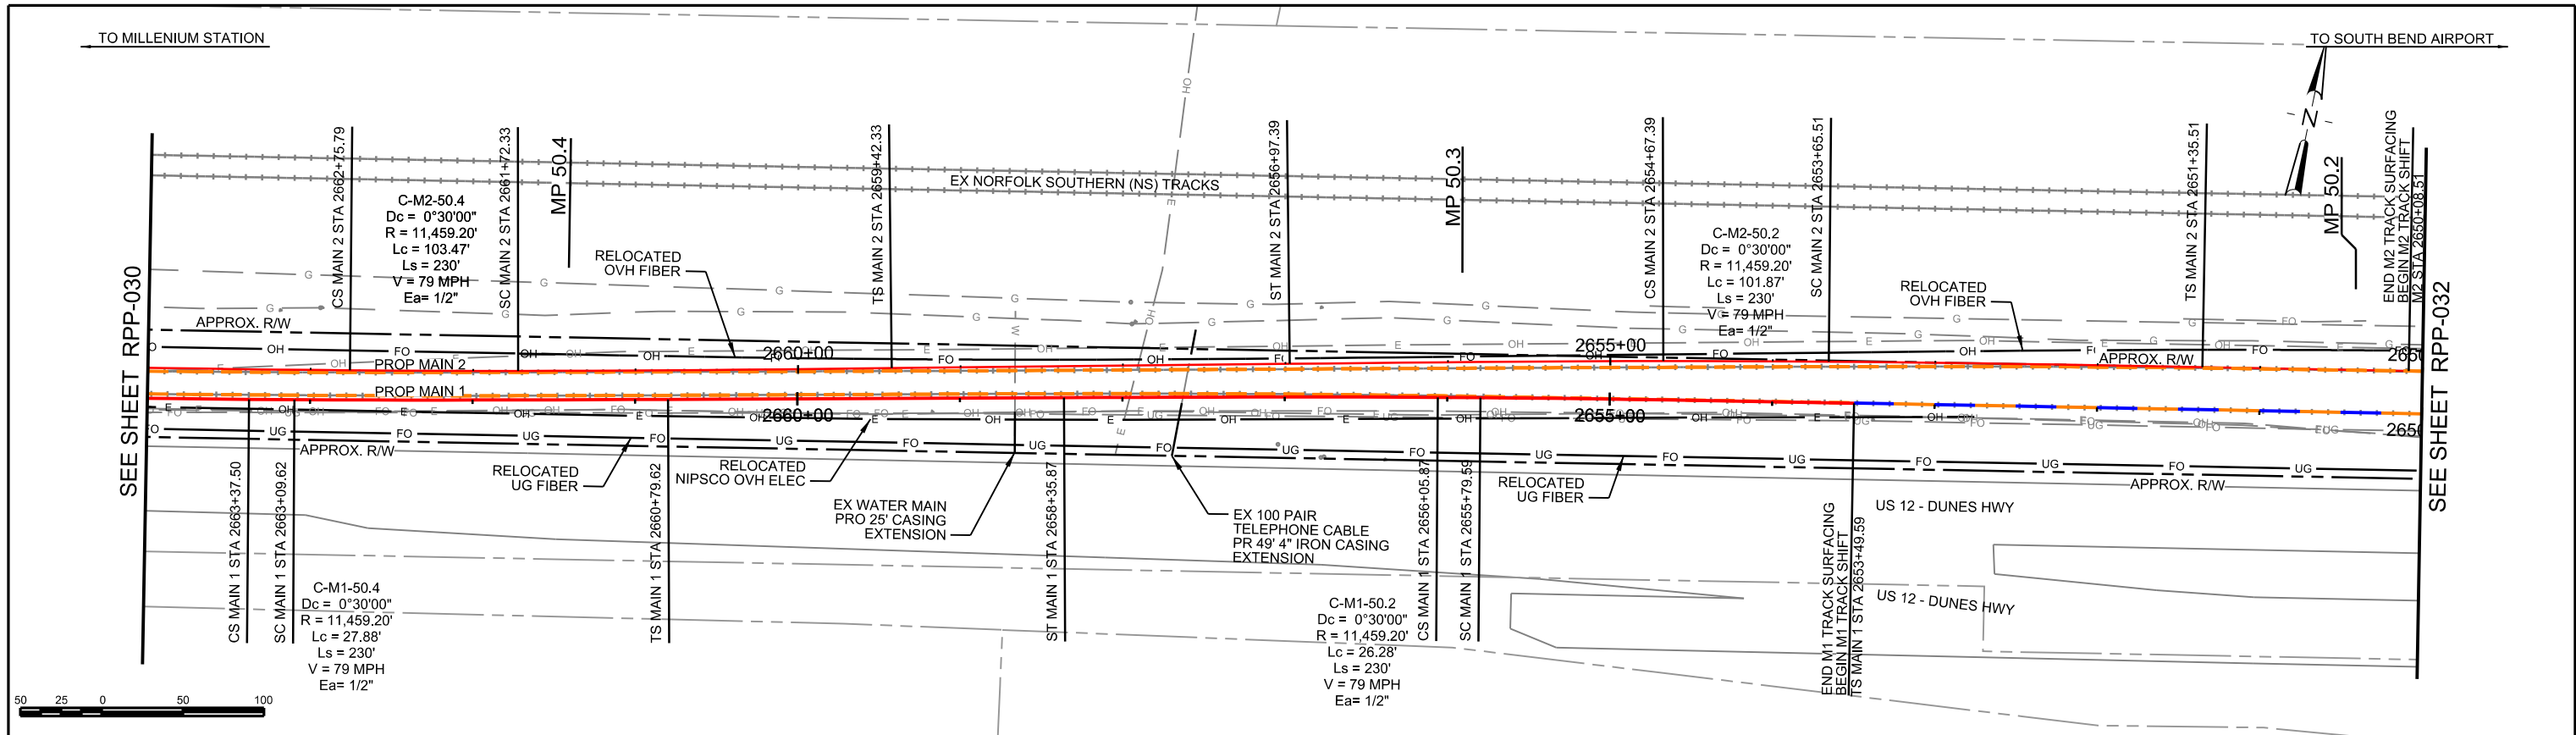 TO MILLENIUM STATION
TO SOUTH BEND AIRPORT
N
SEE SHEET RPP-030
SEE SHEET RPP-032
CS MAIN 2 STA 2662+75.79
C-M2-50.4
Dc = 0°30'00"
R = 11,459.20'
Lc = 103.47'
Ls = 230'
V = 79 MPH
Ea= 1/2"
SC MAIN 2 STA 2661+72.33
MP 50.4
RELOCATED
OVH FIBER
TS MAIN 2 STA 2659+42.33
EX NORFOLK SOUTHERN (NS) TRACKS
ST MAIN 2 STA 2656+97.39
MP 50.3
CS MAIN 2 STA 2654+67.39
C-M2-50.2
Dc = 0°30'00"
R = 11,459.20'
Lc = 101.87'
Ls = 230'
V = 79 MPH
Ea= 1/2"
SC MAIN 2 STA 2653+65.51
RELOCATED
OVH FIBER
TS MAIN 2 STA 2651+35.51
MP 50.2
END M2 TRACK SURFACING
BEGIN M2 TRACK SHIFT
M2 STA 2650+08.51
APPROX. R/W
APPROX. R/W
PROP MAIN 2
PROP MAIN 1
2660+00
2655+00
2660+00
2655+00
APPROX. R/W
APPROX. R/W
RELOCATED
UG FIBER
RELOCATED
NIPSCO OVH ELEC
EX WATER MAIN
PRO 25' CASING
EXTENSION
EX 100 PAIR
TELEPHONE CABLE
PR 49' 4" IRON CASING
EXTENSION
RELOCATED
UG FIBER
CS MAIN 1 STA 2663+37.50
SC MAIN 1 STA 2663+09.62
C-M1-50.4
Dc = 0°30'00"
R = 11,459.20'
Lc = 27.88'
Ls = 230'
V = 79 MPH
Ea= 1/2"
TS MAIN 1 STA 2660+79.62
ST MAIN 1 STA 2658+35.87
C-M1-50.2
Dc = 0°30'00"
R = 11,459.20'
Lc = 26.28'
Ls = 230'
V = 79 MPH
Ea= 1/2"
CS MAIN 1 STA 2656+05.87
SC MAIN 1 STA 2655+79.59
END M1 TRACK SURFACING
BEGIN M1 TRACK SHIFT
TS MAIN 1 STA 2653+49.59
US 12 - DUNES HWY
US 12 - DUNES HWY
50 25 0 50 100